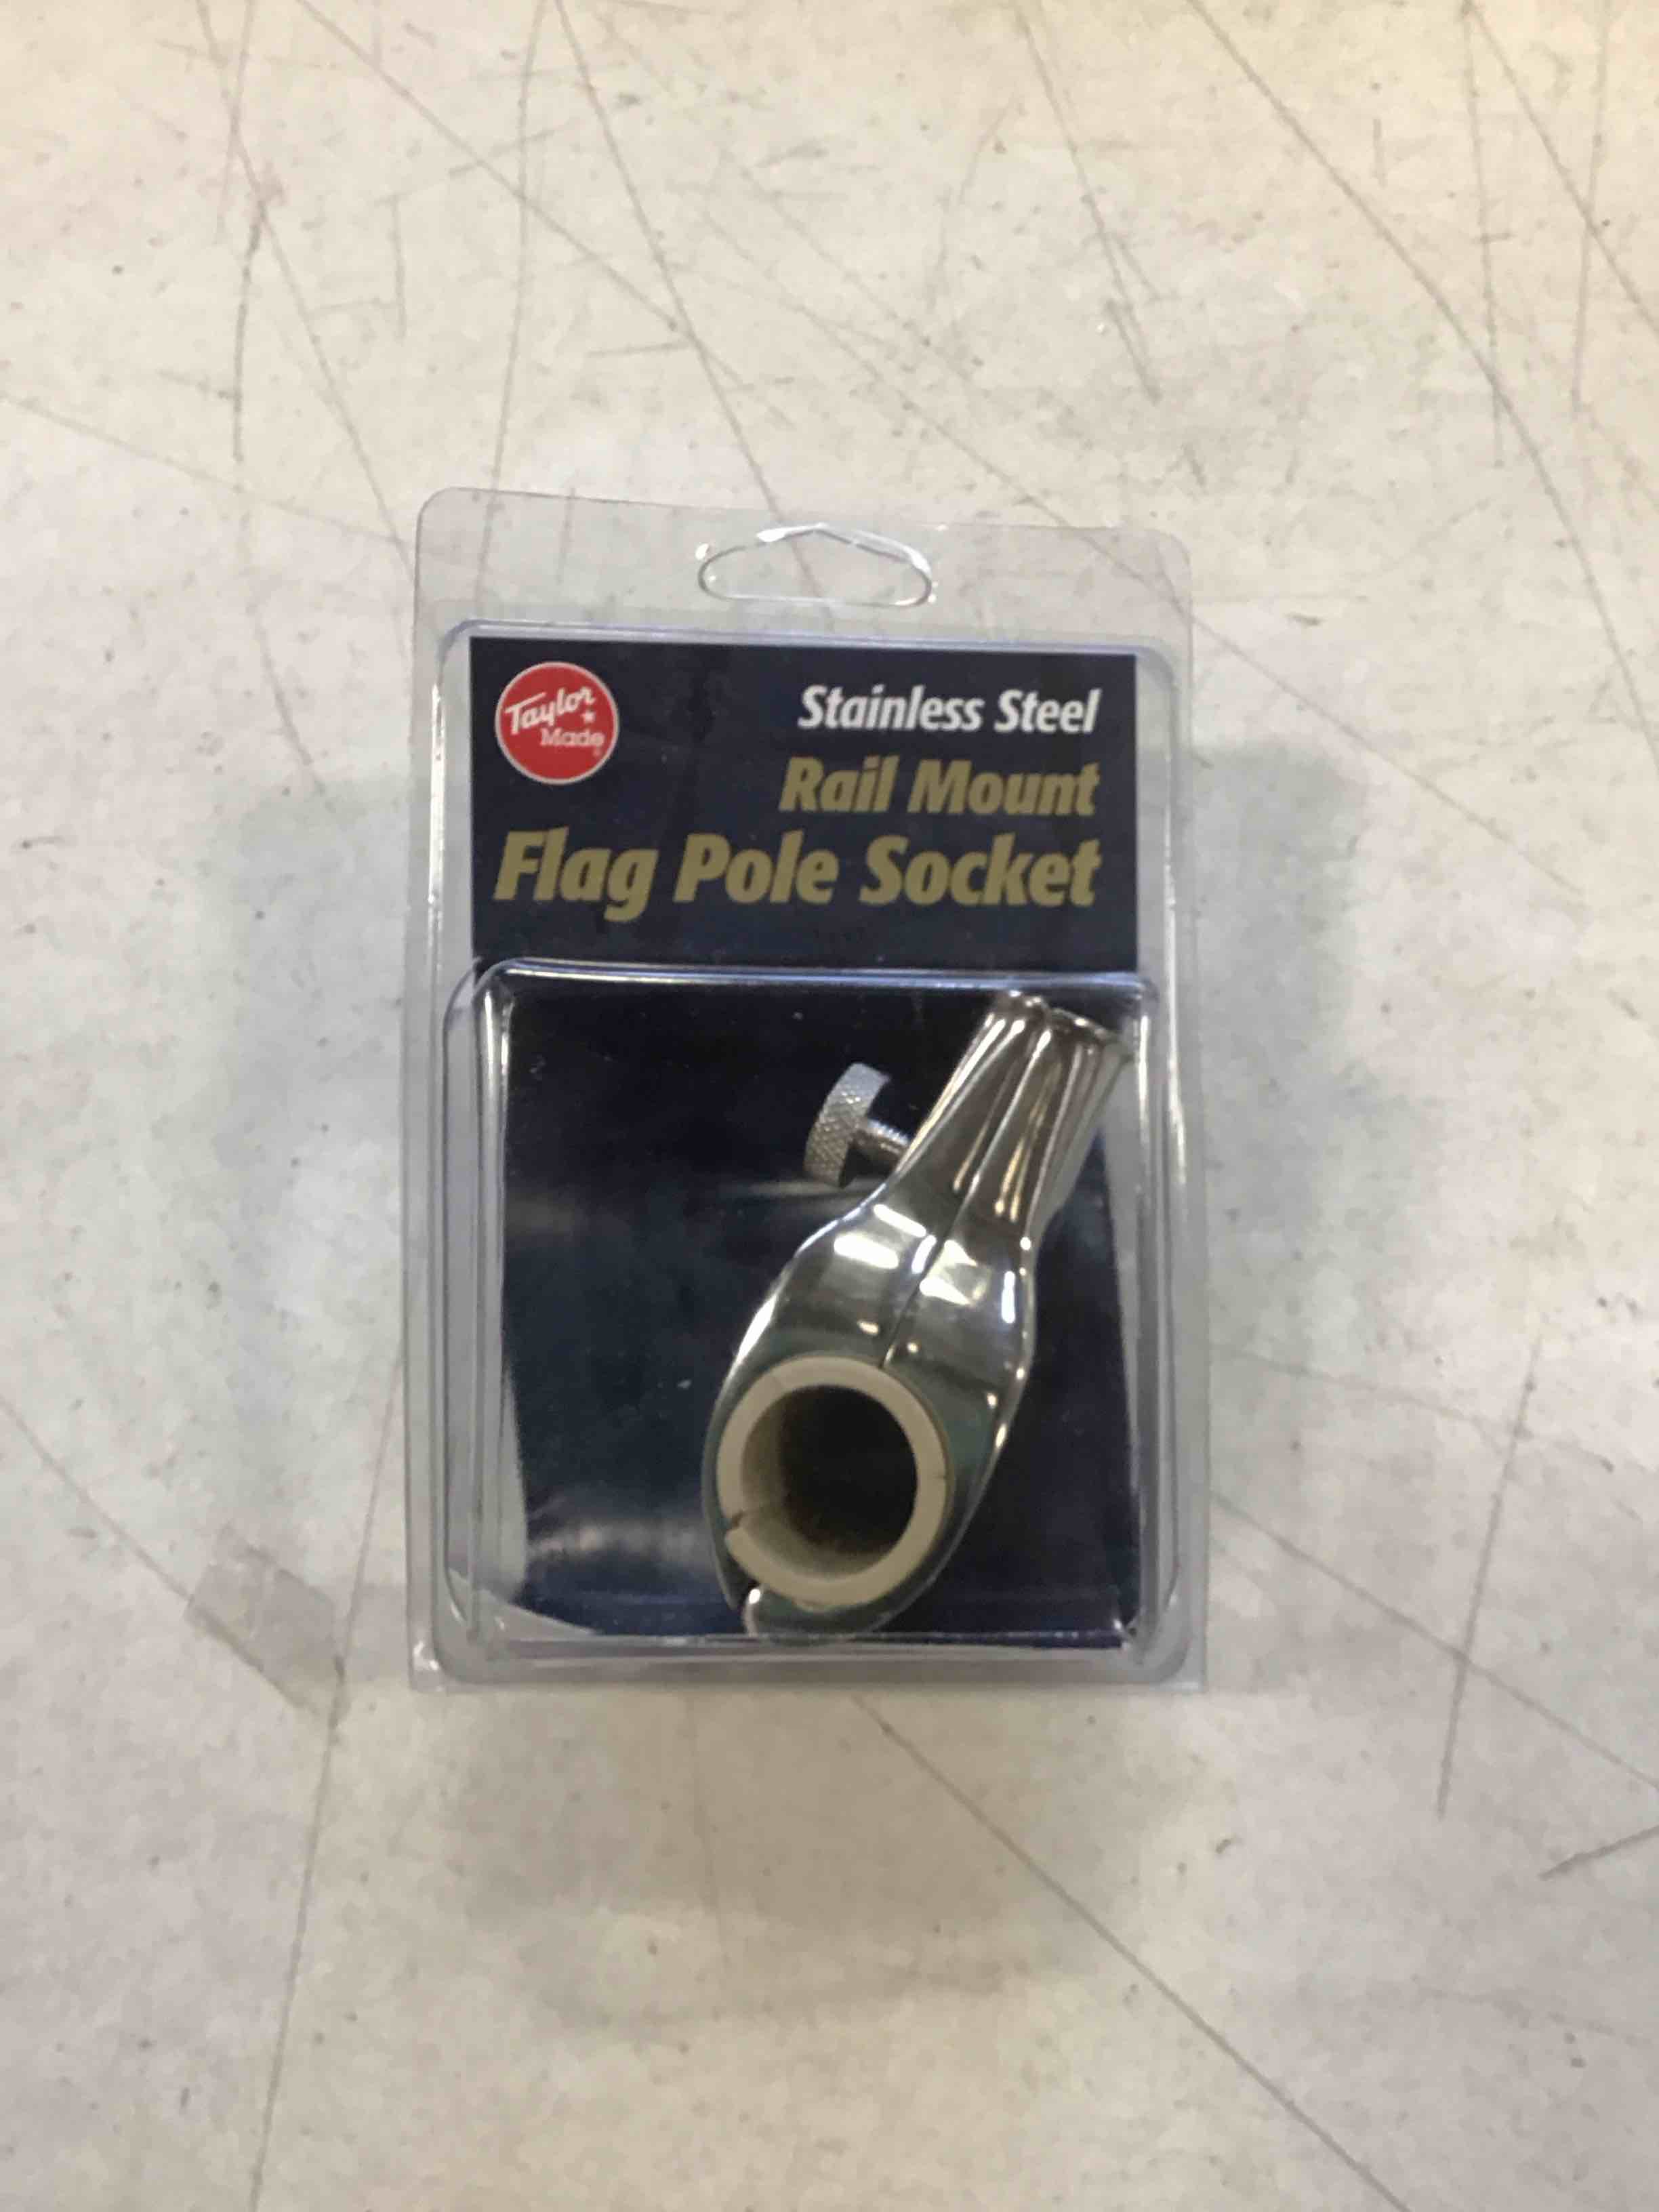 Taylor
Made
Stainless Steel
Rail Mount
Flag Pole Socket